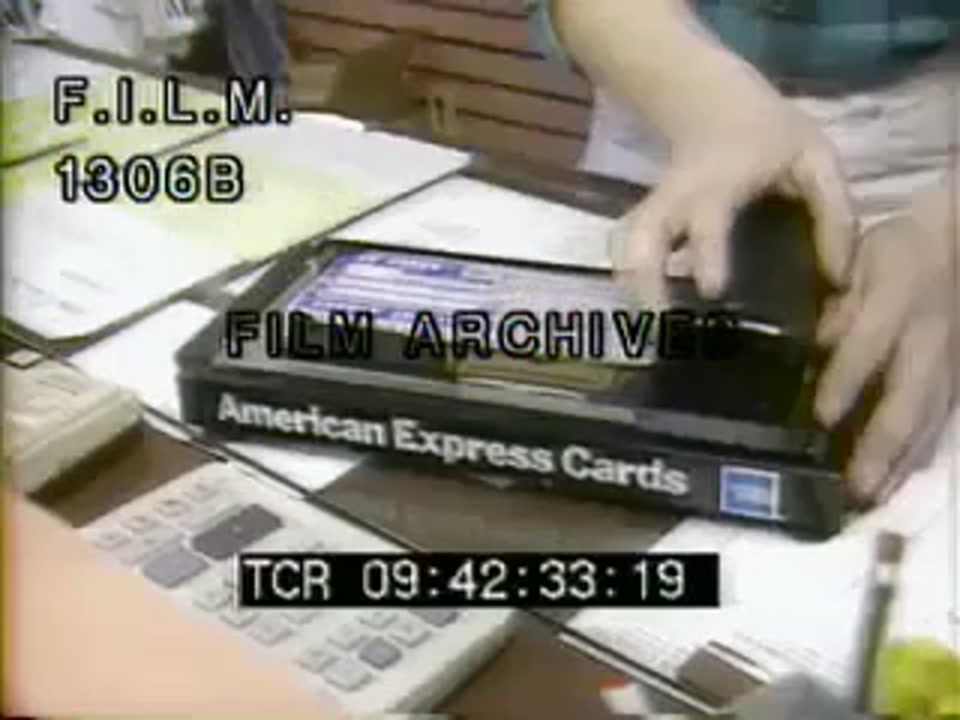 F.I.L.M.
1306B
FILM ARCHIVES
American Express Cards
TCR 09:42:33:19